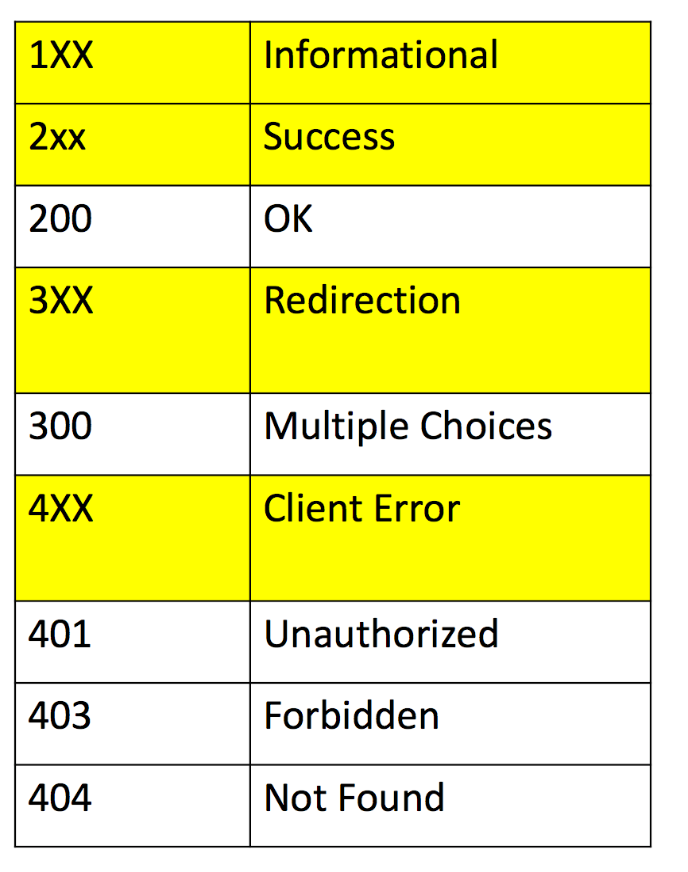 1XX Informational
2xx Success
200 OK
3XX Redirection
300 Multiple Choices
4XX Client Error
401 Unauthorized
403 Forbidden
404 Not Found